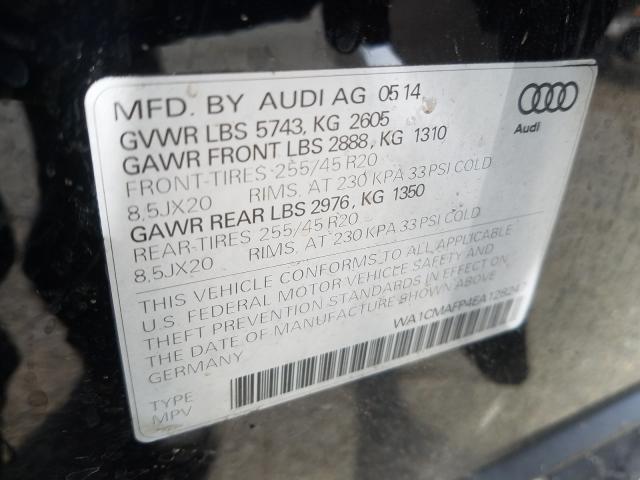 MFD. BY AUDI AG 05 14
Audi
GVWR LBS 5743, KG 2605
GAWR FRONT LBS 2888, KG 1310
FRONT-TIRES 255/45 R20
8,5JX20 RIMS, AT 230 KPA 33 PSI COLD
GAWR REAR LBS 2976, KG 1350
REAR-TIRES 255/45 R20
8,5JX20 RIMS, AT 230 KPA 33 PSI COLD
THIS VEHICLE CONFORMS TO ALL APPLICABLE
U.S. FEDERAL MOTOR VEHICLE SAFETY AND
THEFT PREVENTION STANDARDS IN EFFECT ON
THE DATE OF MANUFACTURE SHOWN ABOVE
GERMANY
TYPE
MPV